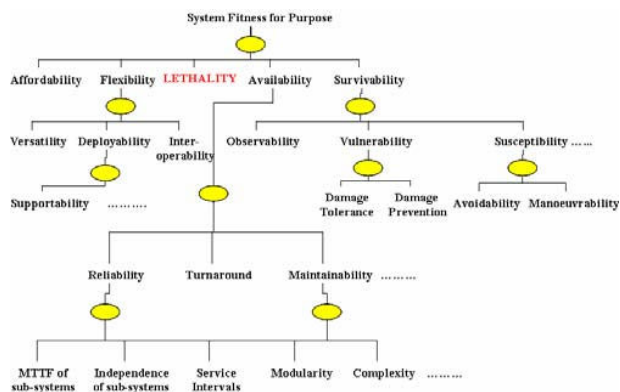 System Fitness for Purpose
Affordability Flexibility LETHALITY Availability Survivability
Versatility Deployability Inter-
operability Observability Vulnerability Susceptibility ......
Supportability ..........
Damage
Tolerance
Damage
Prevention
Avoidability Manoeuvrability
Reliability Turnaround Maintainability .........
MTTF of
sub-systems
Independence
of sub-systems
Service
Intervals
Modularity Complexity .........